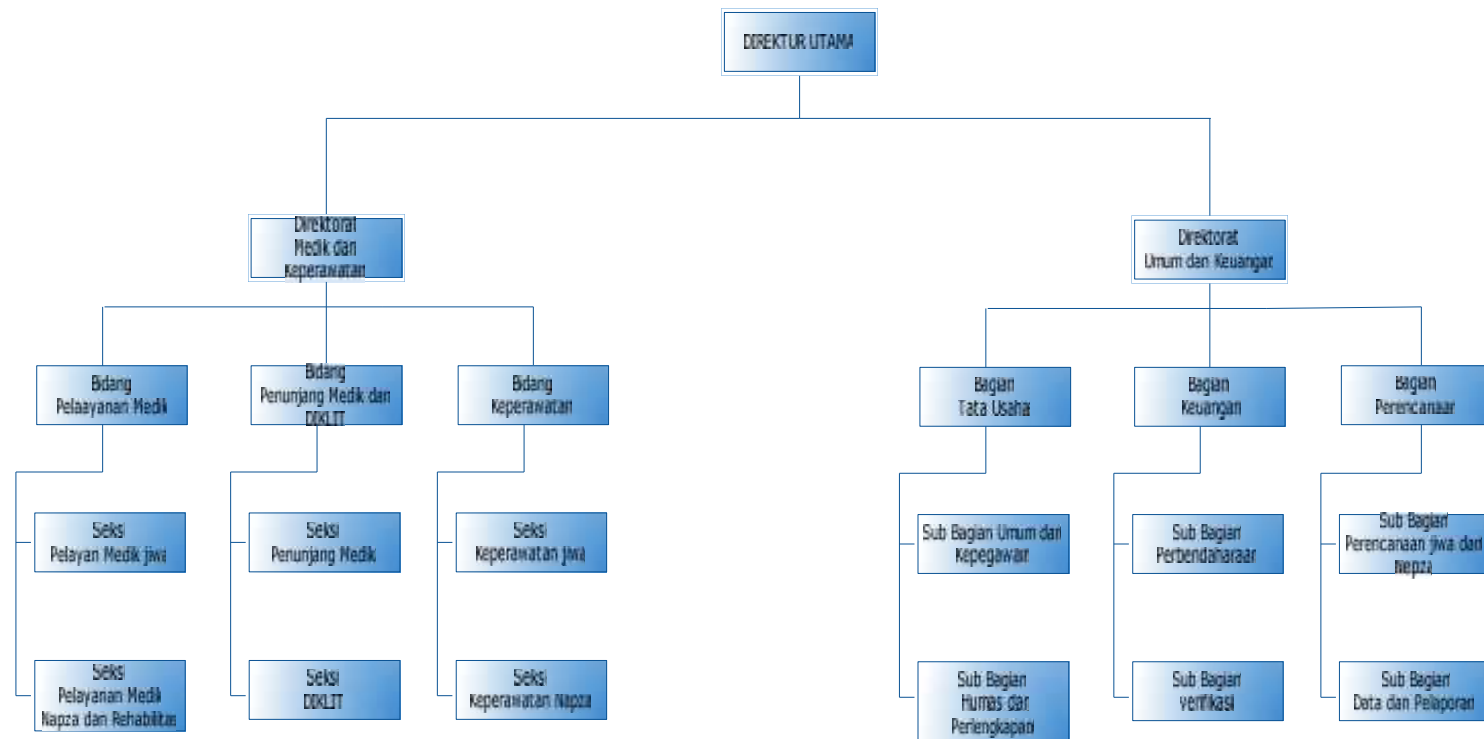 DIREKTUR UTAMA
Direktorat
Medik dan
Keperawatan
Direktorat
Umum dan Keuangan
Bidang
Pelaayanan Medik
Bidang
Penunjang Medik dan
DIKLIT
Bidang
Keperawatan
Bagian
Tata Usaha
Bagian
Keuangan
Bagian
Perencanaan
Seksi
Pelayan Medik jiwa
Seksi
Penunjang Medik
Seksi
Keperawatan jiwa
Sub Bagian Umum dan
Kepegawain
Sub Bagian
Perbendaharaan
Sub Bagian
Perencanaan jiwa dan
Nepza
Seksi
Pelayanan Medik
Napza dan Rehabilitas
Seksi
DIKLIT
Seksi
Keperawatan Napza
Sub Bagian
Humas dan
Perlengkapan
Sub Bagian
verifikasi
Sub Bagian
Data dan Pelaporan